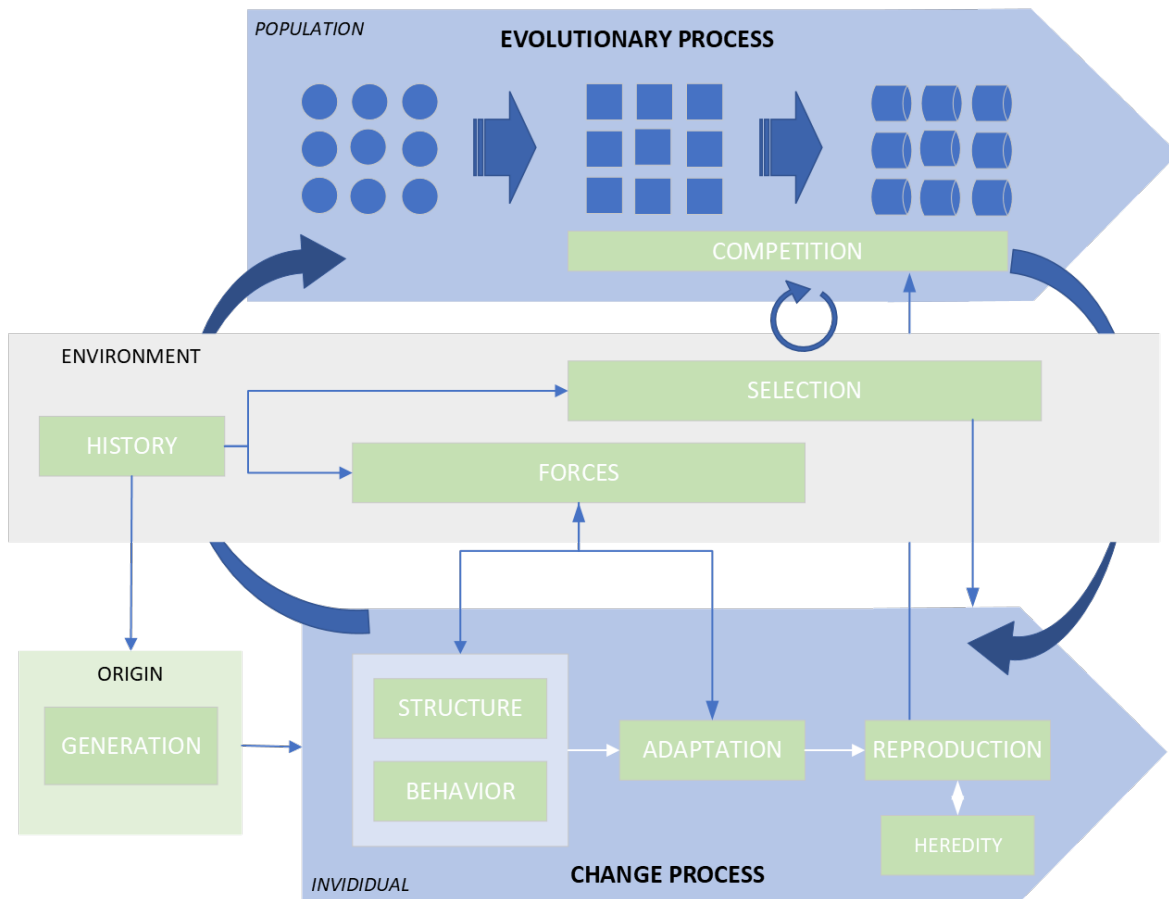 POPULATION
EVOLUTIONARY PROCESS
COMPETITION
ENVIRONMENT
SELECTION
HISTORY
FORCES
ORIGIN
GENERATION
STRUCTURE
BEHAVIOR
ADAPTATION
REPRODUCTION
HEREDITY
CHANGE PROCESS
INVIDIDUAL